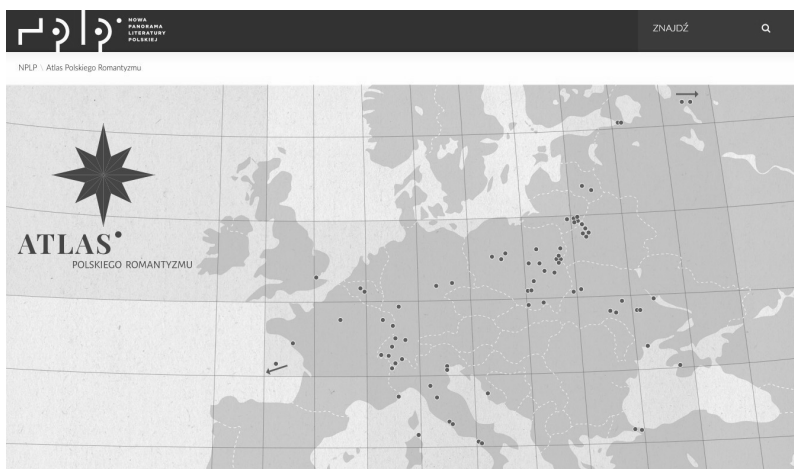 NOWA
PANORAMA
LITERATURY
POLSKIEJ
ZNAJDŹ
NPLP \ Atlas Polskiego Romantyzmu
ATLAS
POLSKIEGO ROMANTYZMU